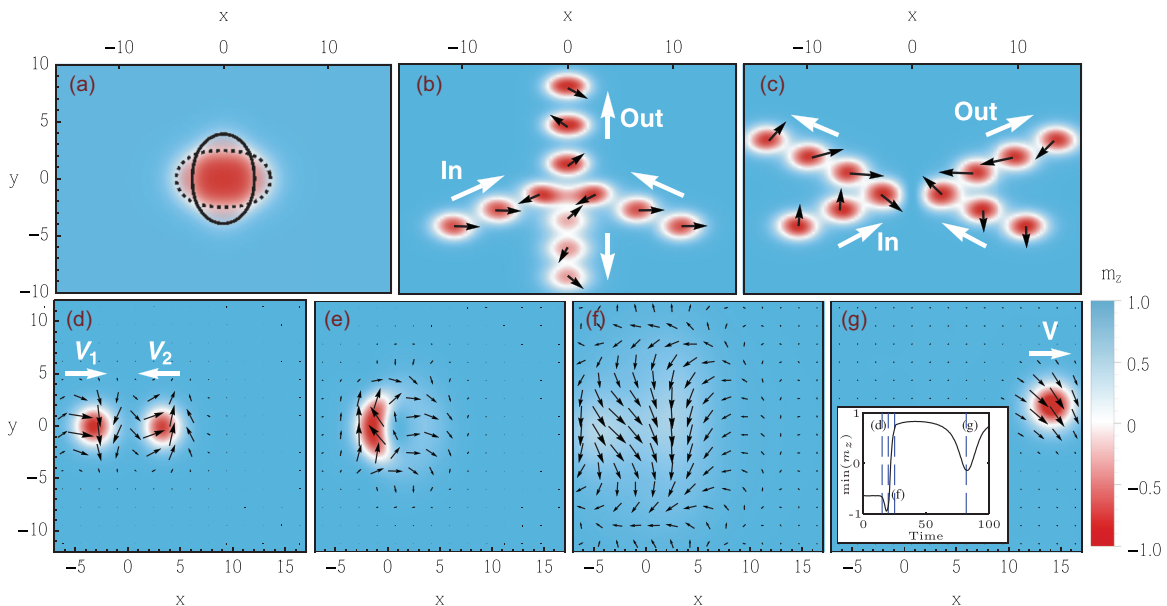 x x x
-10 0 10 -10 0 10 -10 0 10
10
5
y 0
-5
-10
(a)
(b)
In
Out
(c)
In
Out
m_z
1.0
0.5
0
-0.5
-1.0
10
5
y 0
-5
-10
(d)
V₁ V₂
(e)
(f)
(g)
V
1
0
-1
min(m_z)
(d) (g)
(f)
0 50 100
Time
-5 0 5 10 15 -5 0 5 10 15 -5 0 5 10 15 -5 0 5 10 15
x x x x